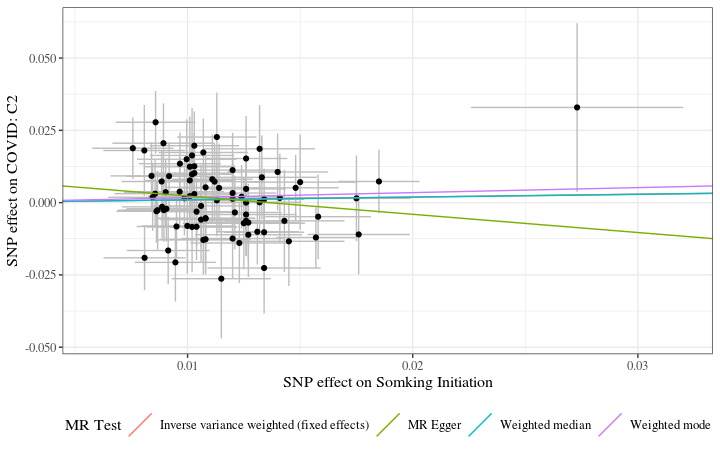 0.050
0.025
0.000
-0.025
-0.050
SNP effect on COVID: C2
0.01
0.02
0.03
SNP effect on Somking Initiation
MR Test
Inverse variance weighted (fixed effects)
MR Egger
Weighted median
Weighted mode